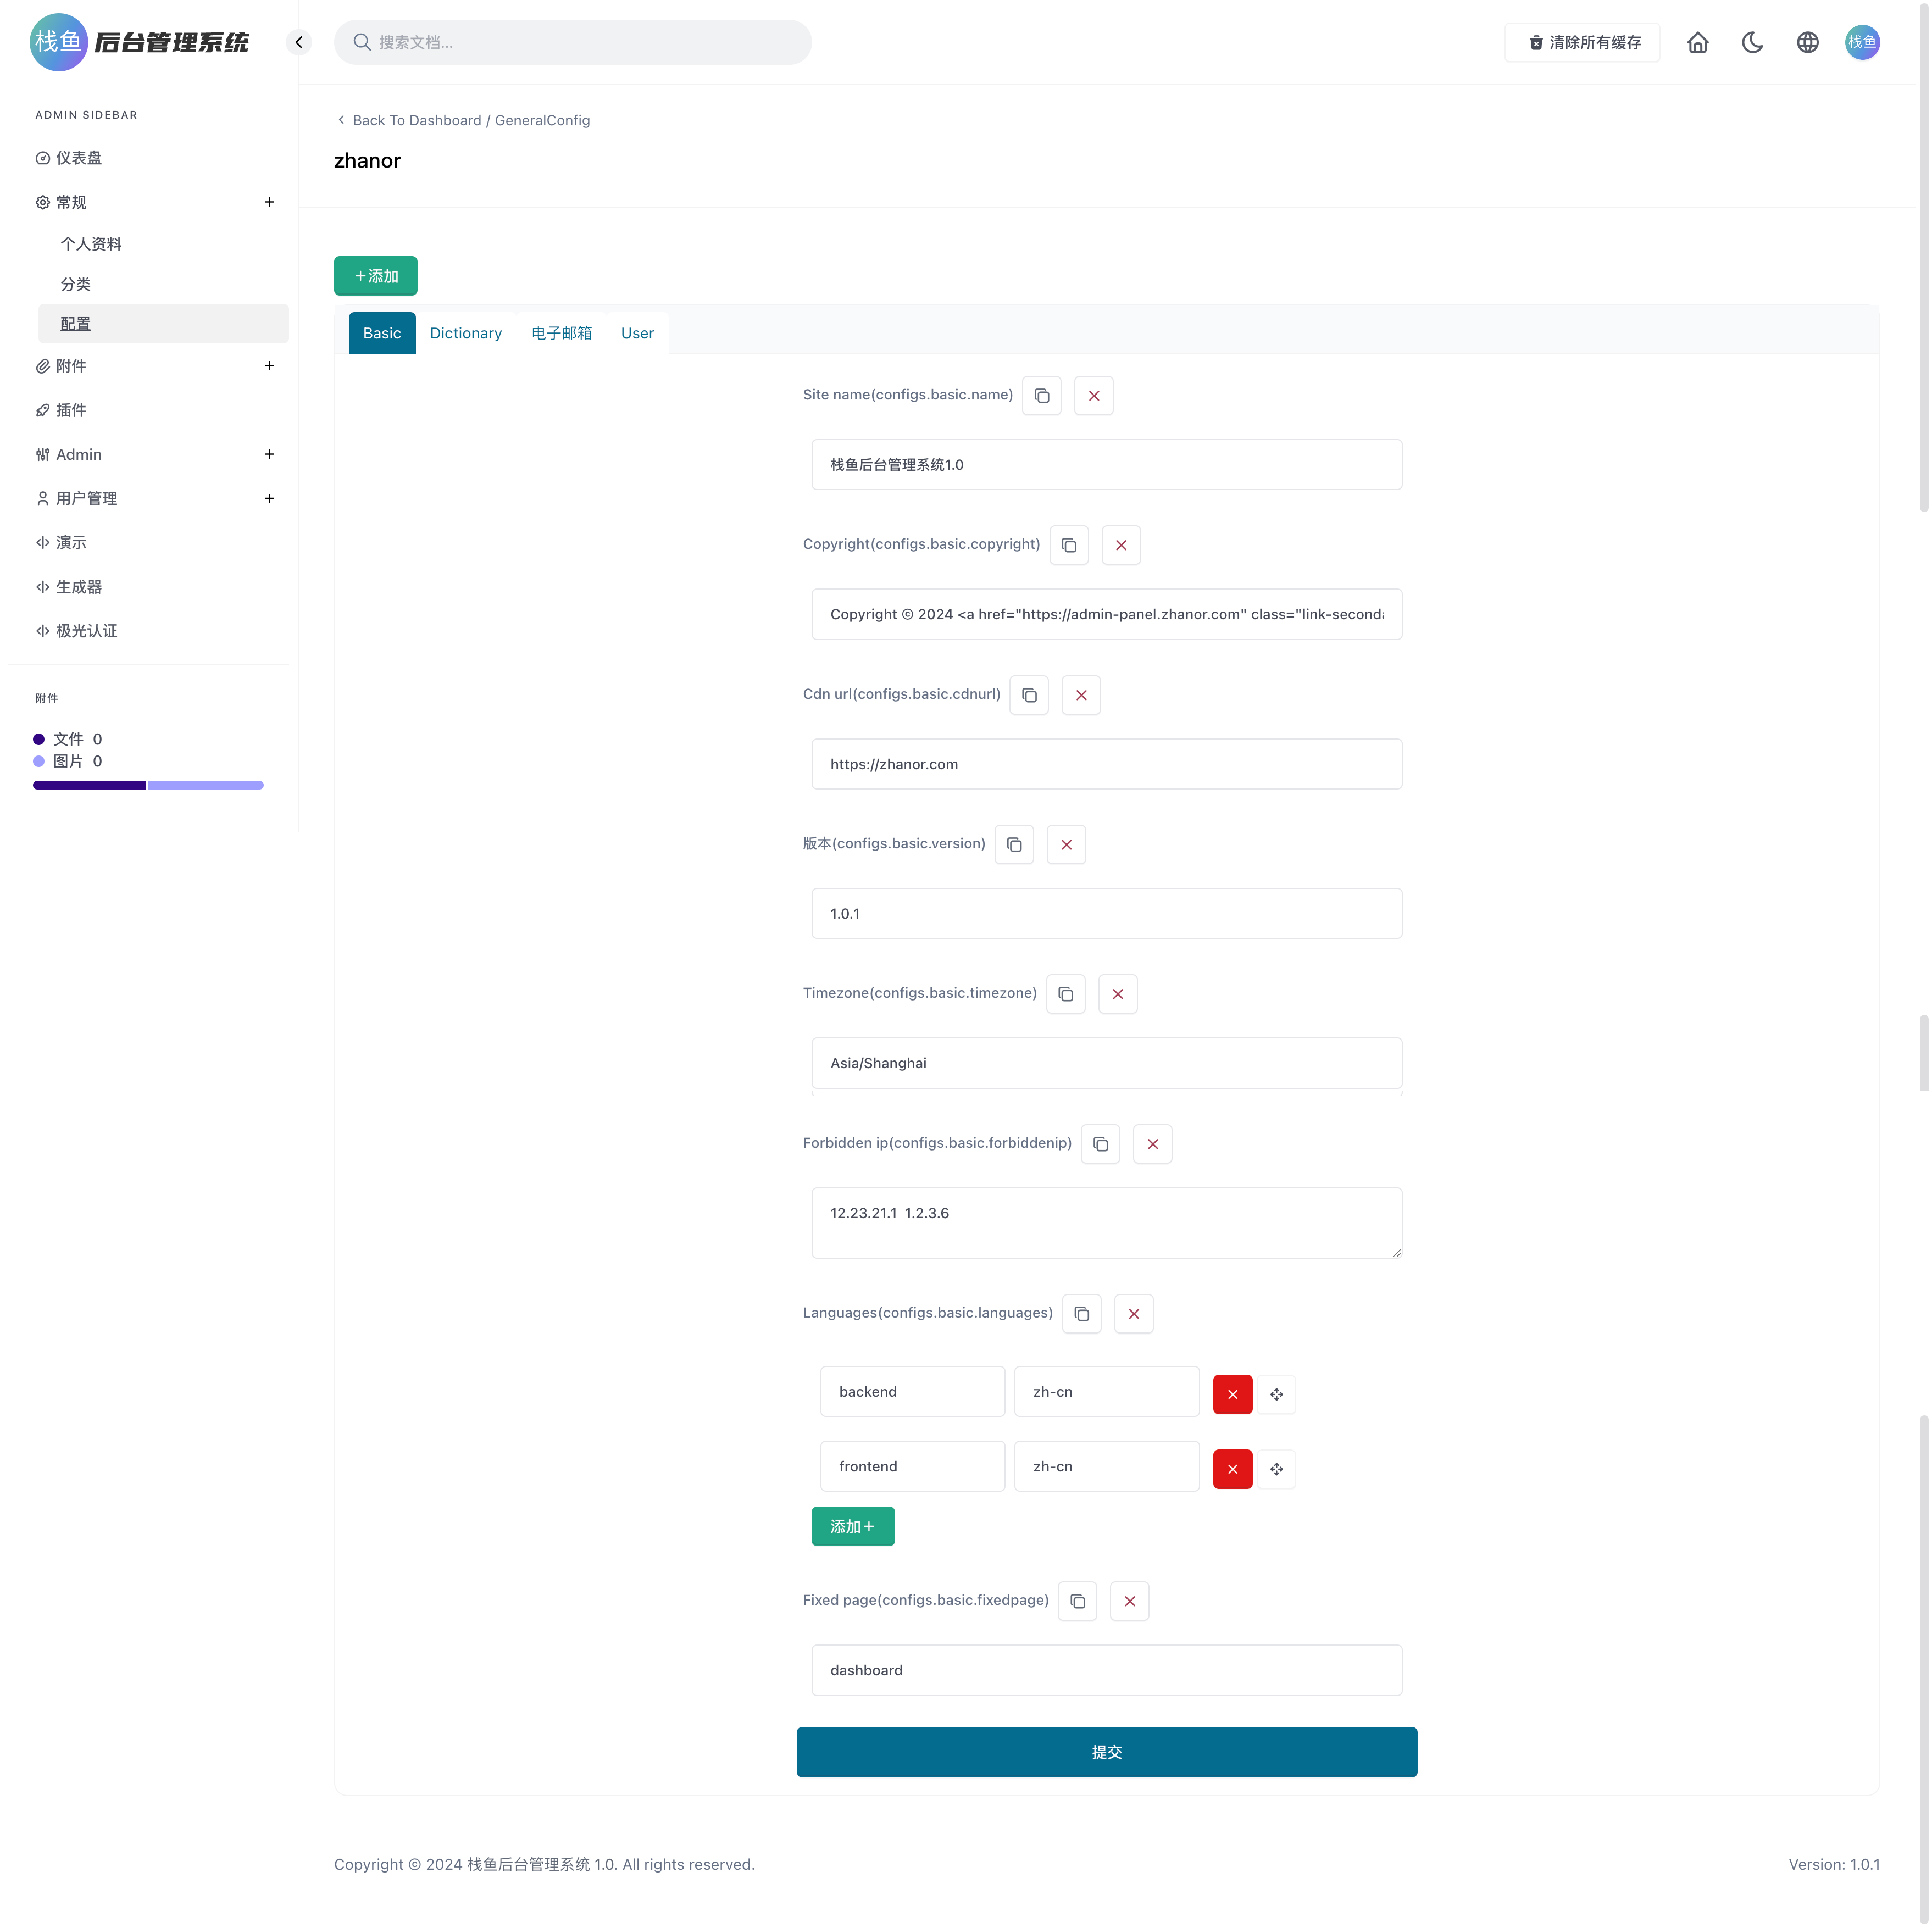 栈鱼 后台管理系统
搜索文档...
清除所有缓存
栈鱼
ADMIN SIDEBAR
仪表盘
常规
个人资料
分类
配置
附件
插件
Admin
用户管理
演示
生成器
极光认证
附件
文件 0
图片 0
Back To Dashboard / GeneralConfig
zhanor
+添加
Basic Dictionary 电子邮箱 User
Site name(configs.basic.name)
栈鱼后台管理系统1.0
Copyright(configs.basic.copyright)
Copyright © 2024 <a href="https://admin-panel.zhanor.com" class="link-seconda
Cdn url(configs.basic.cdnurl)
https://zhanor.com
版本(configs.basic.version)
1.0.1
Timezone(configs.basic.timezone)
Asia/Shanghai
Forbidden ip(configs.basic.forbiddenip)
12.23.21.1 1.2.3.6
Languages(configs.basic.languages)
backend zh-cn
frontend zh-cn
添加+
Fixed page(configs.basic.fixedpage)
dashboard
提交
Copyright © 2024 栈鱼后台管理系统 1.0. All rights reserved.
Version: 1.0.1